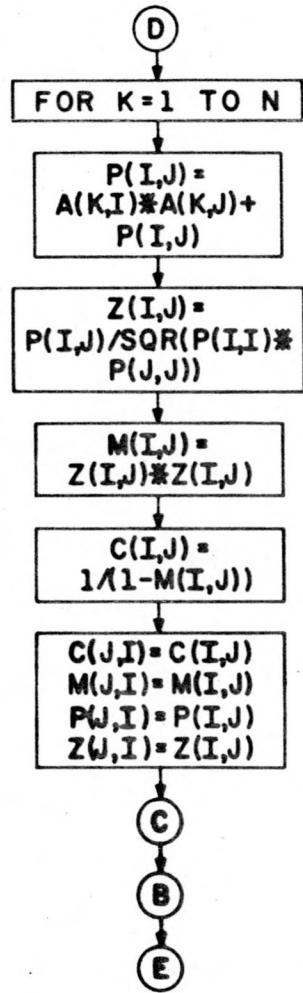 D
FOR K=1 TO N
P(I,J)=
A(K,I)*A(K,J)+
P(I,J)
Z(I,J)=
P(I,J)/SQR(P(I,I)*
P(J,J))
M(I,J)=
Z(I,J)*Z(I,J)
C(I,J)=
1/(1-M(I,J))
C(J,I)=C(I,J)
M(J,I)=M(I,J)
P(J,I)=P(I,J)
Z(J,I)=Z(I,J)
C
B
E